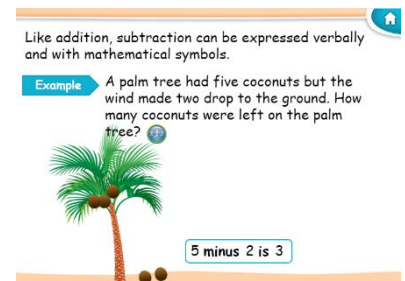 Like addition, subtraction can be expressed verbally
and with mathematical symbols.
Example
A palm tree had five coconuts but the
wind made two drop to the ground. How
many coconuts were left on the palm
tree?
5 minus 2 is 3